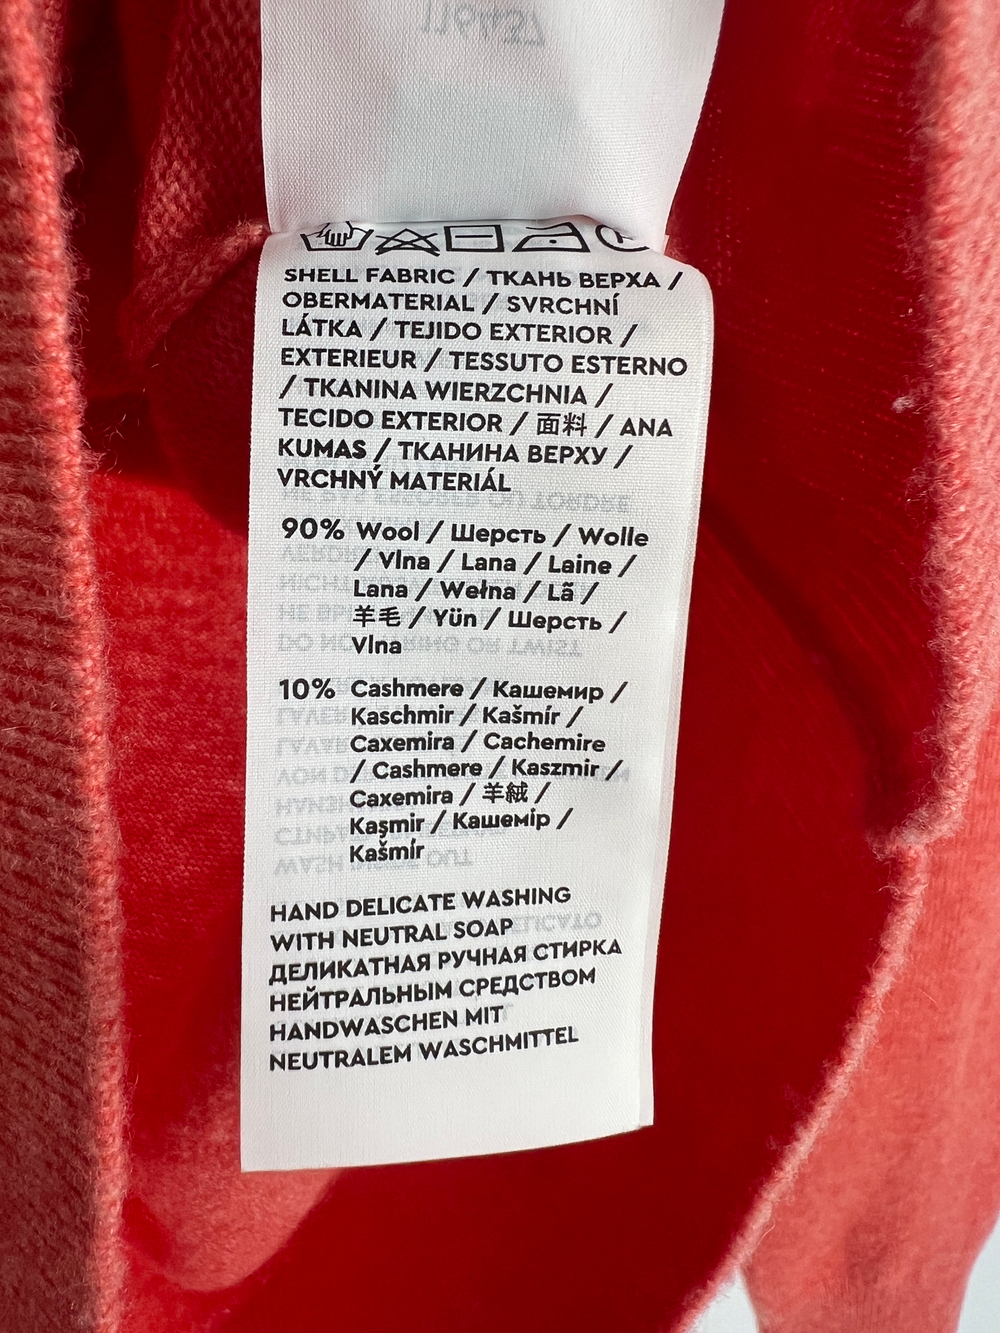 SHELL FABRIC / ТКАНЬ ВЕРХА /
OBERMATERIAL / SVRCHNÍ
LÁTKA / TEJIDO EXTERIOR /
EXTERIEUR / TESSUTO ESTERNO
/ TKANINA WIERZCHNIA /
TECIDO EXTERIOR / 面料 / ANA
KUMAS / ТКАНИНА ВЕРХУ /
VRCHNÝ MATERIÁL
90% Wool / Шерсть / Wolle
/ Vlna / Lana / Laine /
Lana / Wełna / Lã /
羊毛 / Yün / Шерсть /
Vlna
10% Cashmere / Кашемир /
Kaschmir / Kašmír /
Caxemira / Cachemire
/ Cashmere / Kaszmir /
Caxemira / 羊絨 /
Kaşmir / Кашемір /
Kašmír
HAND DELICATE WASHING
WITH NEUTRAL SOAP
ДЕЛИКАТНАЯ РУЧНАЯ СТИРКА
НЕЙТРАЛЬНЫМ СРЕДСТВОМ
HANDWASCHEN MIT
NEUTRALEM WASCHMITTEL